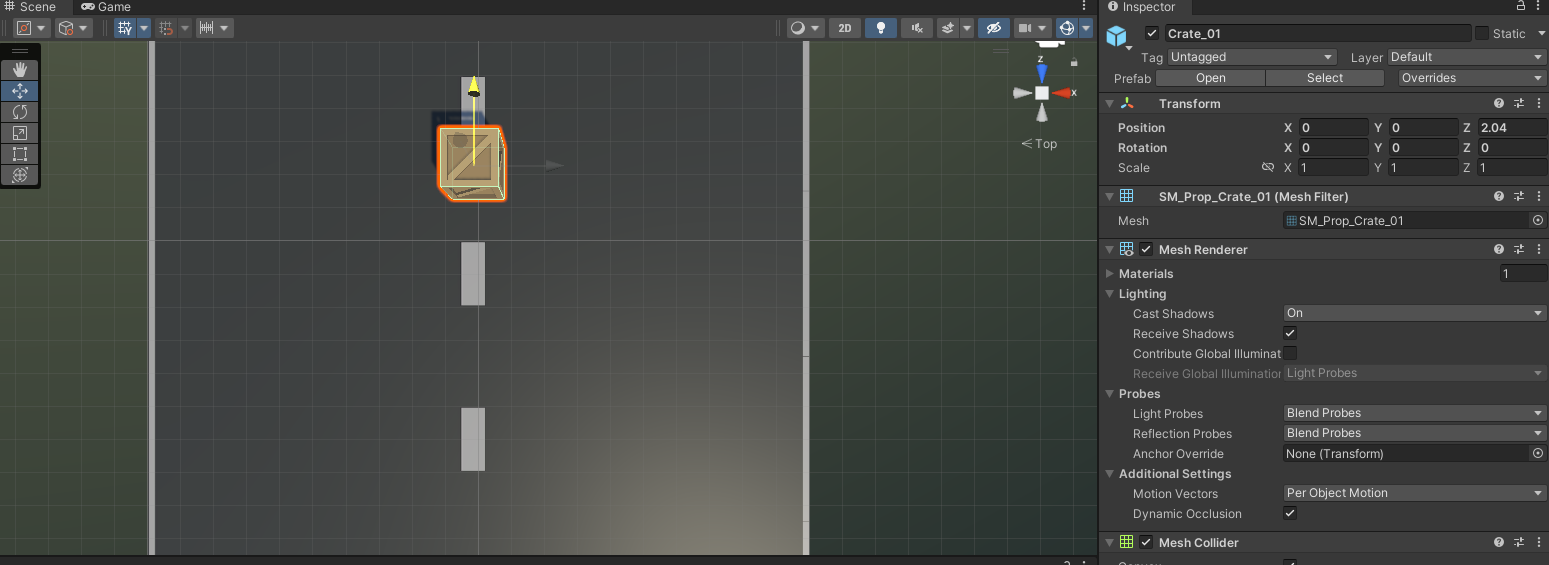 Scene Game
Inspector
2D
Crate_01 Static
Tag Untagged Layer Default
Prefab Open Select Overrides
z
x
Top
Transform
Position X 0 Y 0 Z 2.04
Rotation X 0 Y 0 Z 0
Scale X 1 Y 1 Z 1
SM_Prop_Crate_01 (Mesh Filter)
Mesh SM_Prop_Crate_01
Mesh Renderer
Materials 1
Lighting
Cast Shadows On
Receive Shadows
Contribute Global Illuminat
Receive Global Illumination Light Probes
Probes
Light Probes Blend Probes
Reflection Probes Blend Probes
Anchor Override None (Transform)
Additional Settings
Motion Vectors Per Object Motion
Dynamic Occlusion
Mesh Collider